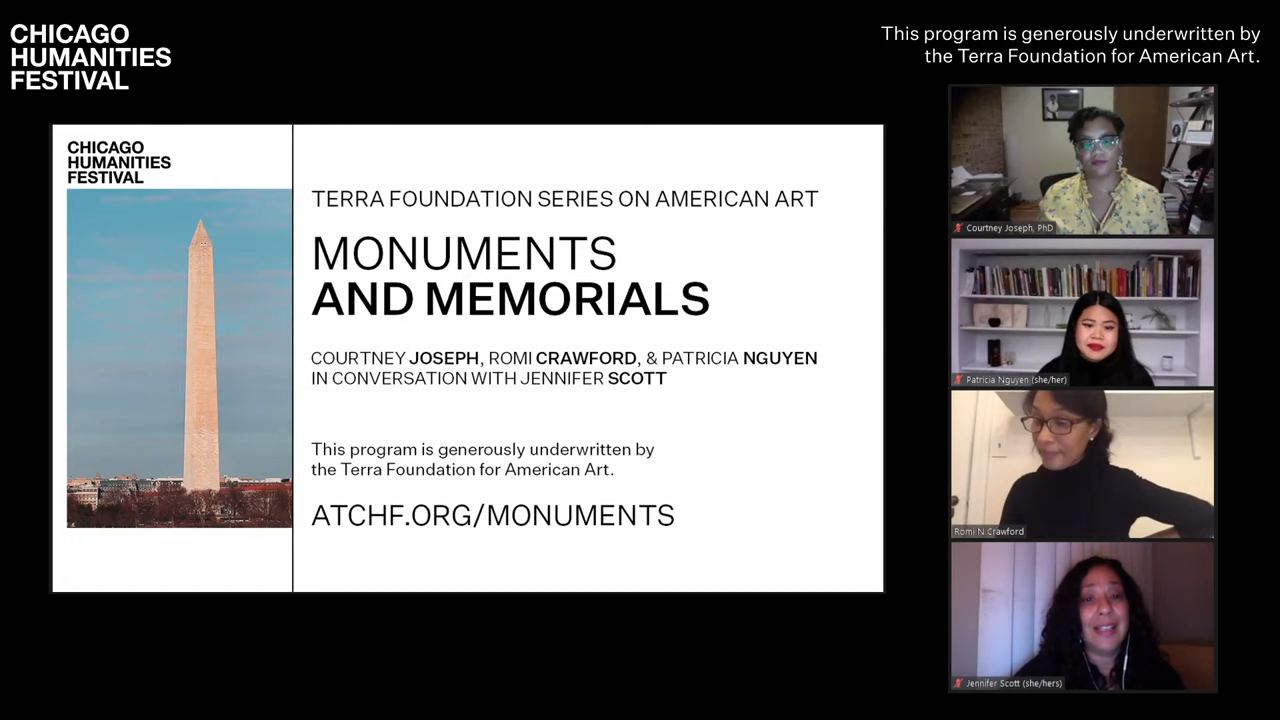 CHICAGO
HUMANITIES
FESTIVAL
This program is generously underwritten by
the Terra Foundation for American Art.
CHICAGO
HUMANITIES
FESTIVAL
TERRA FOUNDATION SERIES ON AMERICAN ART
MONUMENTS
AND MEMORIALS
COURTNEY JOSEPH, ROMI CRAWFORD, & PATRICIA NGUYEN
IN CONVERSATION WITH JENNIFER SCOTT
This program is generously underwritten by
the Terra Foundation for American Art.
ATCHF.ORG/MONUMENTS
Courtney Joseph, PhD
Patricia Nguyen (she/her)
Romi N Crawford
Jennifer Scott (she/hers)